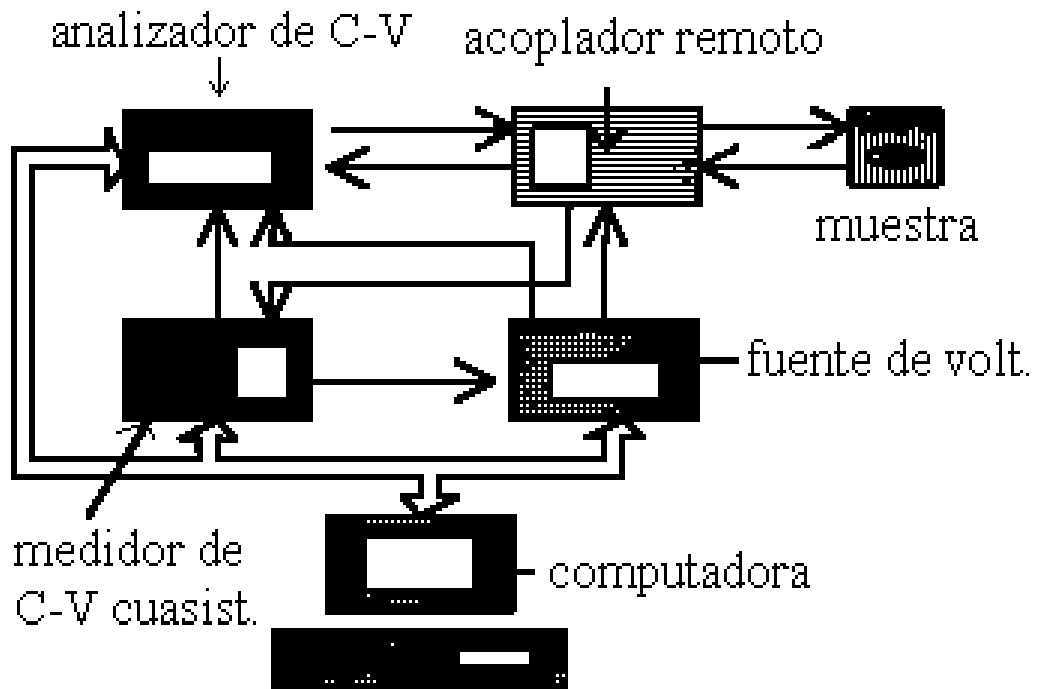 analizador de C-V
acoplador remoto
muestra
fuente de volt.
medidor de
C-V cuasist.
computadora